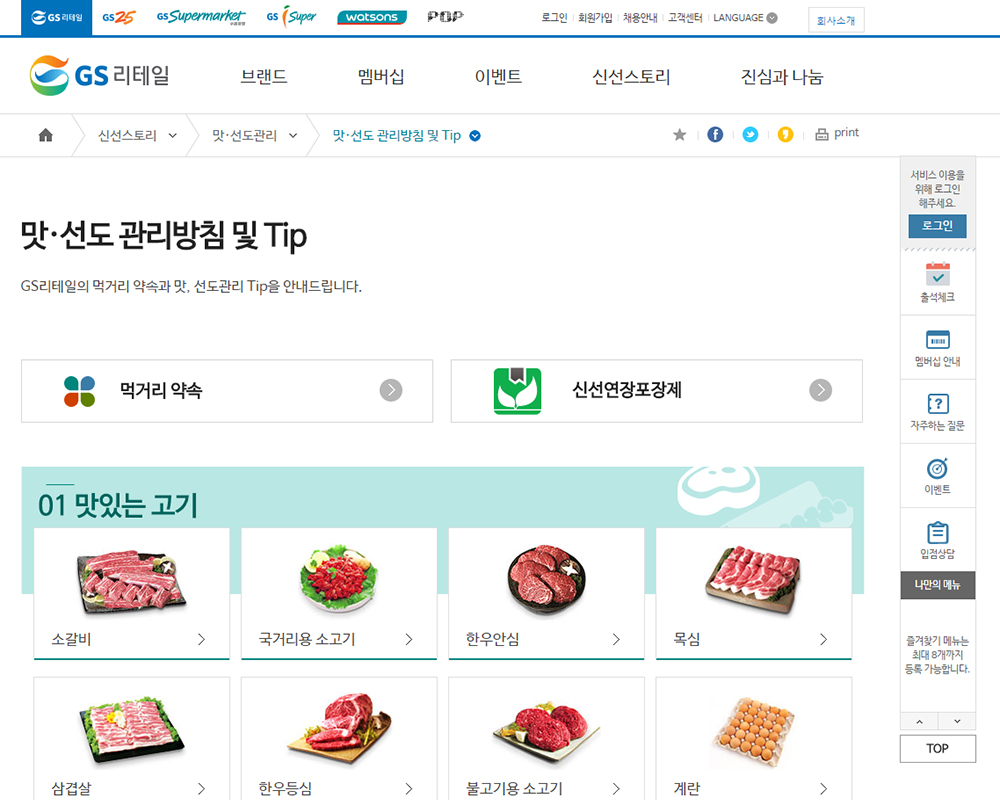 GS리테일 GS25 GS Supermarket GS i Super watsons POP 로그인 회원가입 채용안내 고객센터 LANGUAGE 회사소개
GS리테일 브랜드 멤버십 이벤트 신선스토리 진심과 나눔
신선스토리 맛·선도관리 맛·선도 관리방침 및 Tip print
서비스 이용을
위해 로그인
해주세요.
로그인
출석체크
멤버십 안내
자주하는 질문
이벤트
입점상담
나만의 메뉴
즐겨찾기 메뉴는
최대 8개까지
등록 가능합니다.
TOP
맛·선도 관리방침 및 Tip
GS리테일의 먹거리 약속과 맛, 선도관리 Tip을 안내드립니다.
먹거리 약속 신선연장포장제
01 맛있는 고기
소갈비 국거리용 소고기 한우안심 목심
삼겹살 한우등심 불고기용 소고기 계란